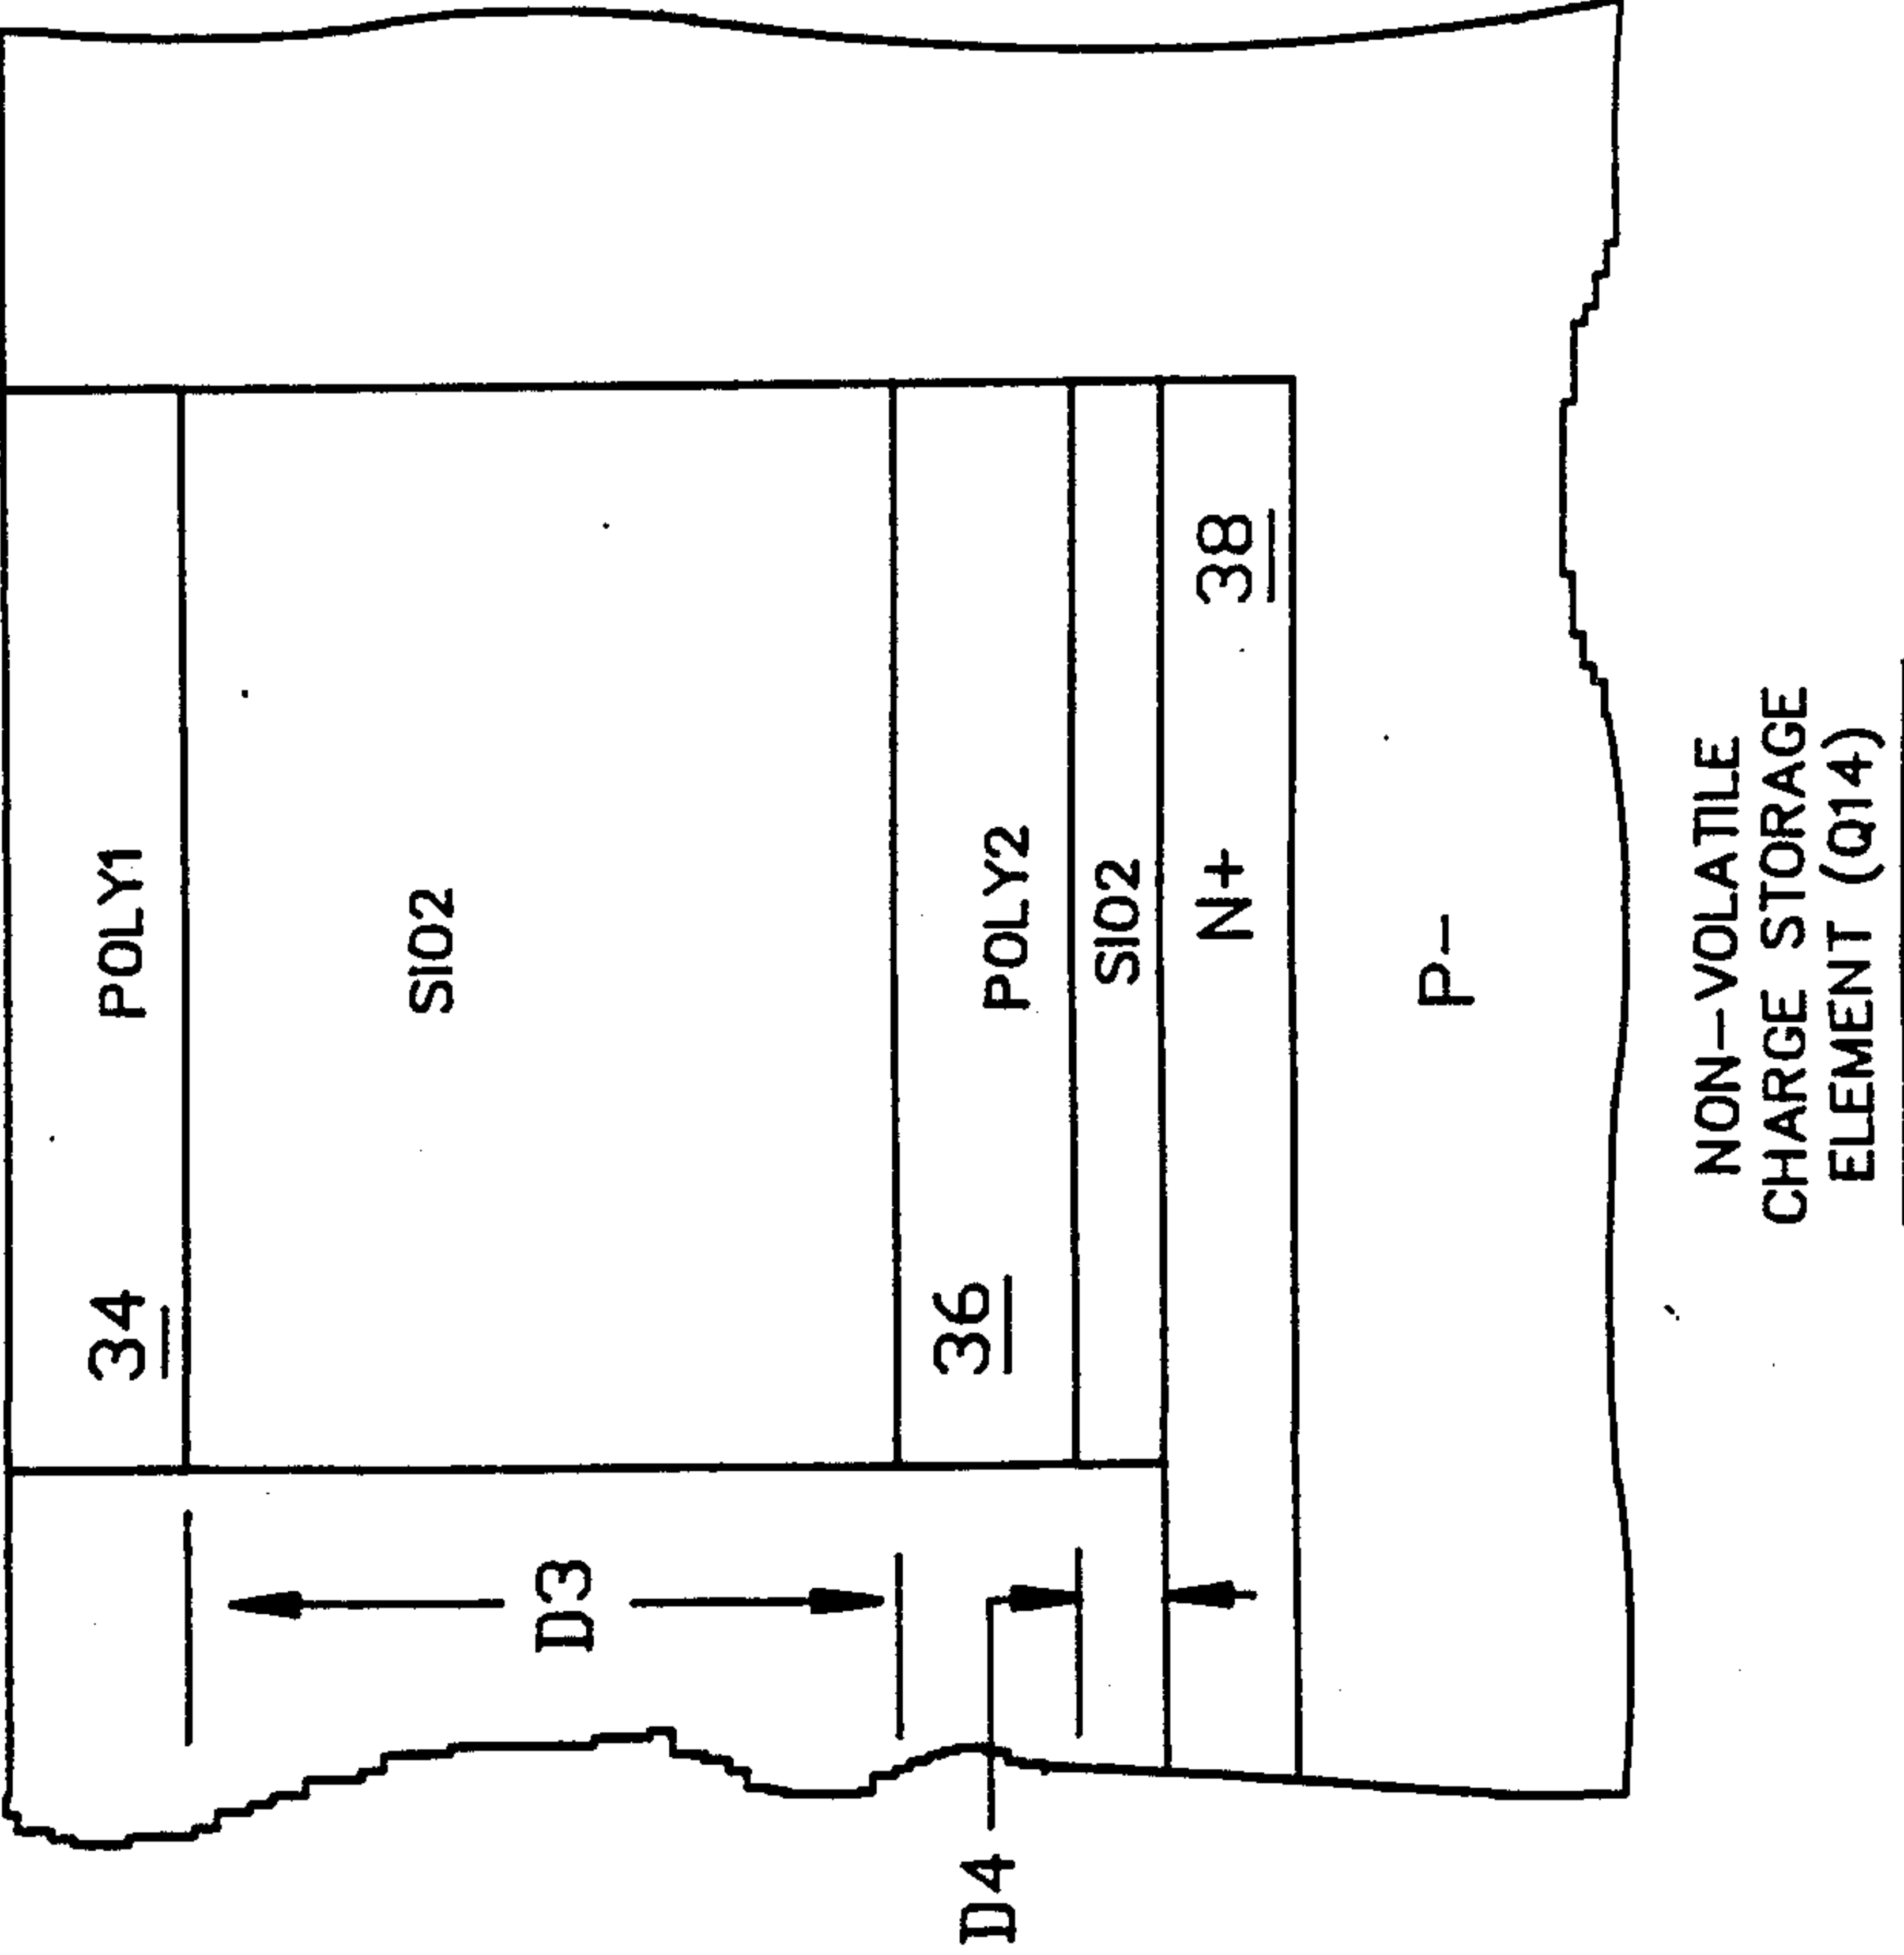 34
POLY1
SIO2
D3
D4
36
POLY2
SIO2
N+
38
P–
NON–VOLATILE
CHARGE STORAGE
ELEMENT (Q14)